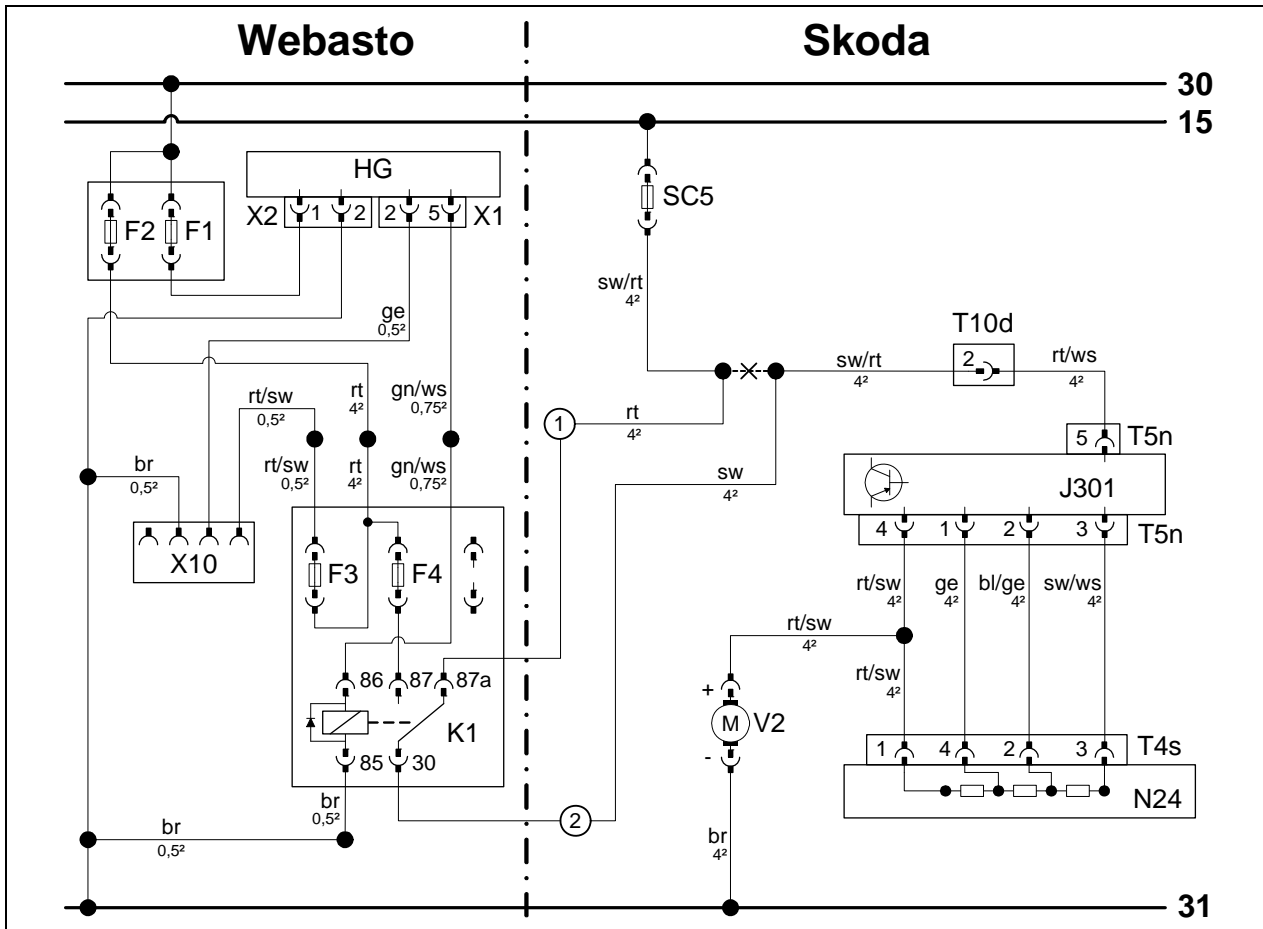 Webasto
Skoda
30
15
HG
SC5
X2 1 2 2 5 X1
F2 F1
sw/rt
4²
ge
0,5²
T10d
2
sw/rt
4²
rt/ws
4²
rt/sw
0,5²
rt
4²
gn/ws
0,75²
1
rt
4²
5 T5n
br
0,5²
rt/sw
0,5²
rt
4²
gn/ws
0,75²
sw
4²
J301
4 1 2 3 T5n
X10
F3 F4
rt/sw
4²
ge
4²
bl/ge
4²
sw/ws
4²
rt/sw
4²
rt/sw
4²
86 87 87a
+
M V2
-
K1
85 30
1 4 2 3 T4s
N24
br
0,5²
2
br
0,5²
br
4²
31